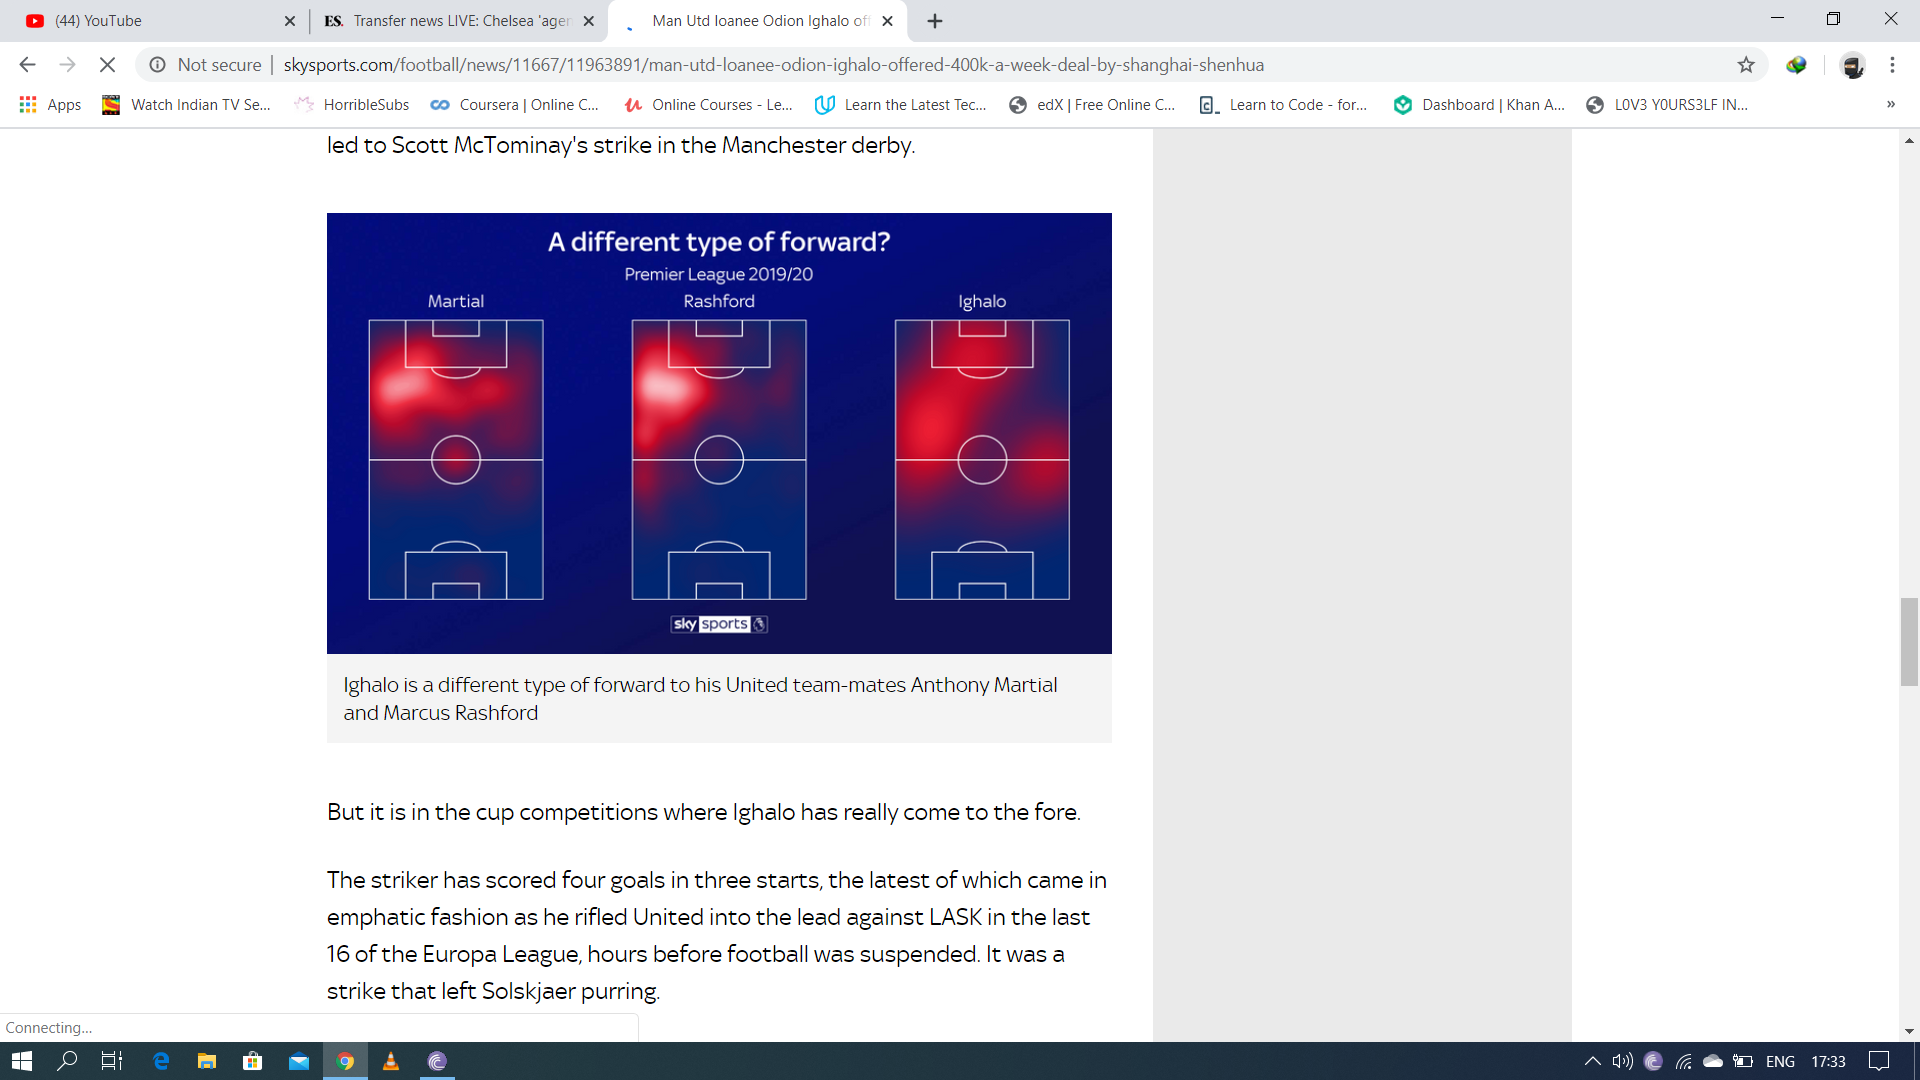 (44) YouTube
ES. Transfer news LIVE: Chelsea 'agen
Man Utd loanee Odion Ighalo off
Not secure | skysports.com/football/news/11667/11963891/man-utd-loanee-odion-ighalo-offered-400k-a-week-deal-by-shanghai-shenhua
Apps
Watch Indian TV Se...
HorribleSubs
Coursera | Online C...
Online Courses - Le...
Learn the Latest Tec...
edX | Free Online C...
Learn to Code - for...
Dashboard | Khan A...
L0V3 Y0URS3LF IN...
led to Scott McTominay's strike in the Manchester derby.
A different type of forward?
Premier League 2019/20
Martial
Rashford
Ighalo
sky sports
Ighalo is a different type of forward to his United team-mates Anthony Martial
and Marcus Rashford
But it is in the cup competitions where Ighalo has really come to the fore.
The striker has scored four goals in three starts, the latest of which came in
emphatic fashion as he rifled United into the lead against LASK in the last
16 of the Europa League, hours before football was suspended. It was a
strike that left Solskjaer purring.
Connecting...
ENG 17:33